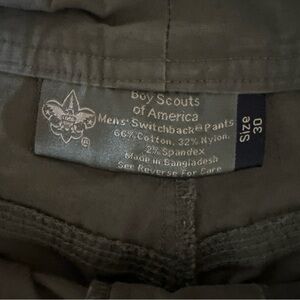 Boy Scouts
of America
Mens' Switchback® Pants
66% Cotton, 32% Nylon,
2% Spandex
Made in Bangladesh
See Reverse For Care
Size
30